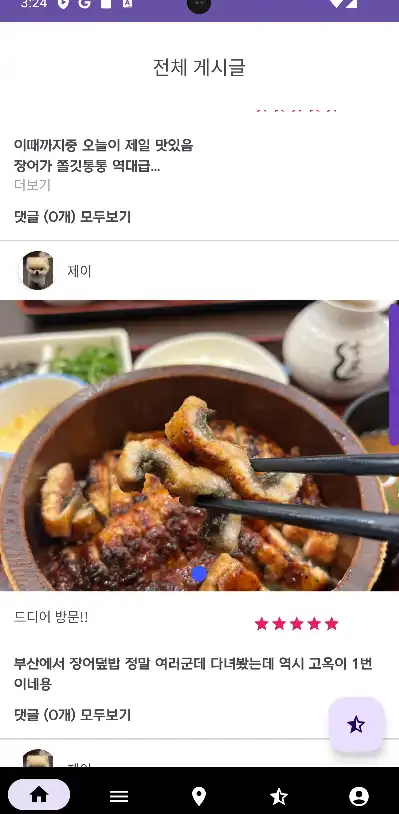 3:24
전체 게시글
이때까지중 오늘이 제일 맛있음
장어가 쫄깃통통 역대급...
더보기
댓글 (0개) 모두보기
제이
드디어 방문!!
부산에서 장어덮밥 정말 여러군데 다녀봤는데 역시 고옥이 1번
이네용
댓글 (0개) 모두보기
제이